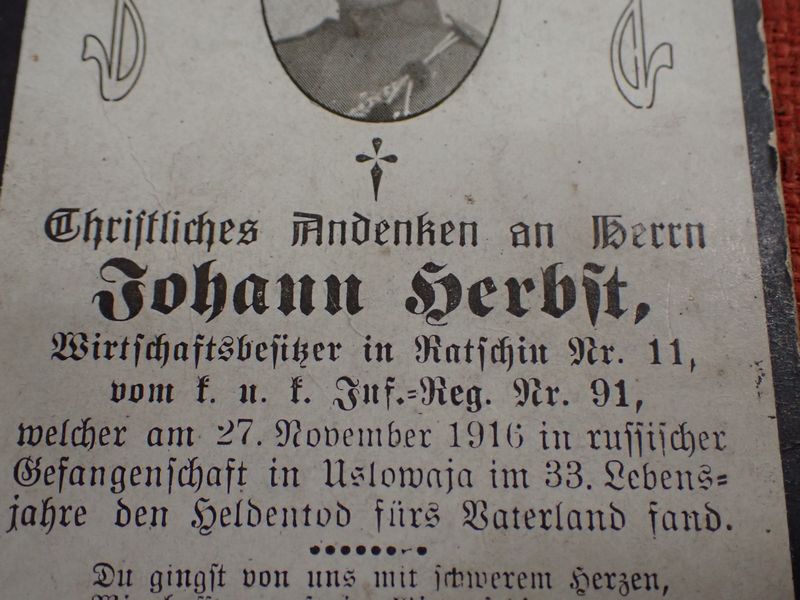 Christliches Andenken an Herrn
Johann Herbst,
Wirtschaftsbesitzer in Ratschin Nr. 11,
vom k. u. k. Inf.-Reg. Nr. 91,
welcher am 27. November 1916 in russischer
Gefangenschaft in Uslowaja im 33. Lebens-
jahre den Heldentod fürs Vaterland fand.
Du gingst von uns mit schwerem Herzen,